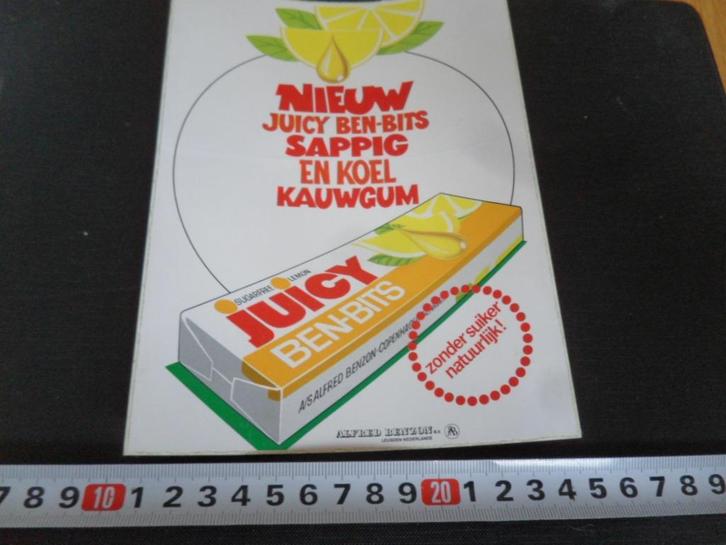 NIEUW
JUICY BEN-BITS
SAPPIG
EN KOEL
KAUWGUM
SUGARFREE LEMON
JUICY
BEN-BITS
A/S ALFRED BENZON-COPENHAGEN
zonder suiker
natuurlijk!
ALFRED BENZON
LEUSDEN-NEDERLANDS
7 8 9 10 1 2 3 4 5 6 7 8 9 20 1 2 3 4 5 6 7 8 9